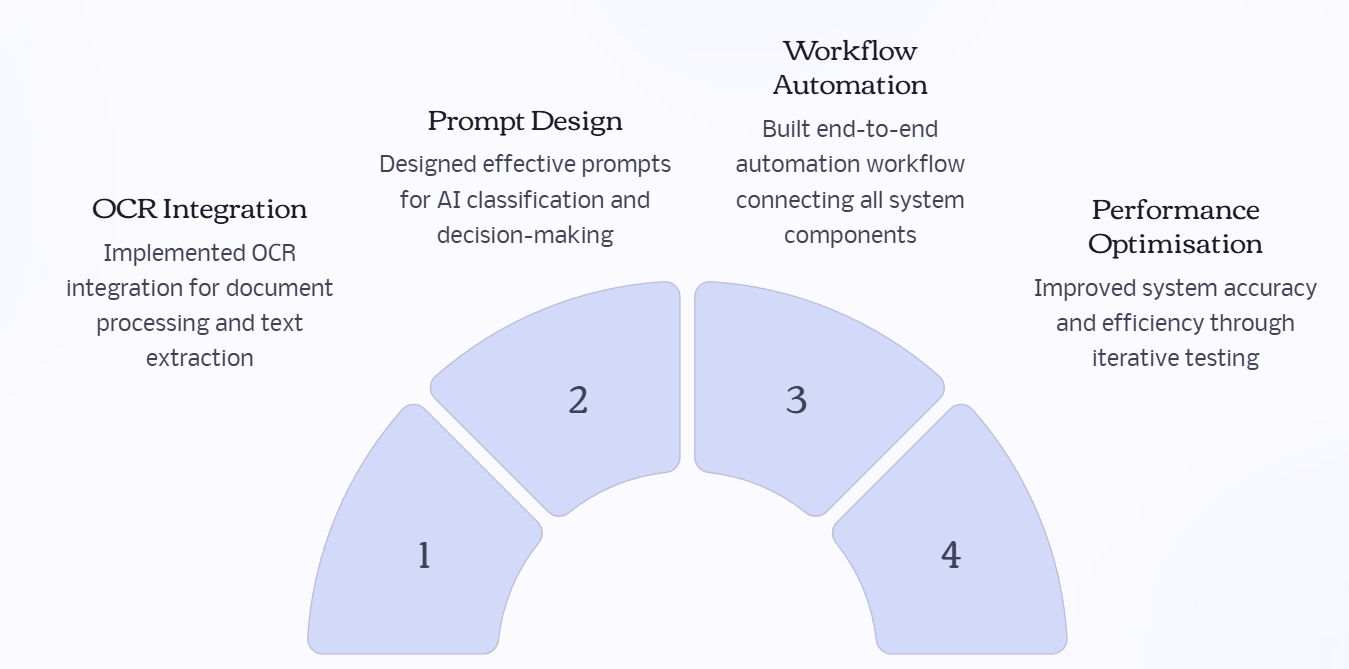 OCR Integration
Implemented OCR
integration for document
processing and text
extraction
Prompt Design
Designed effective prompts
for AI classification and
decision-making
Workflow
Automation
Built end-to-end
automation workflow
connecting all system
components
Performance
Optimisation
Improved system accuracy
and efficiency through
iterative testing
1
2
3
4